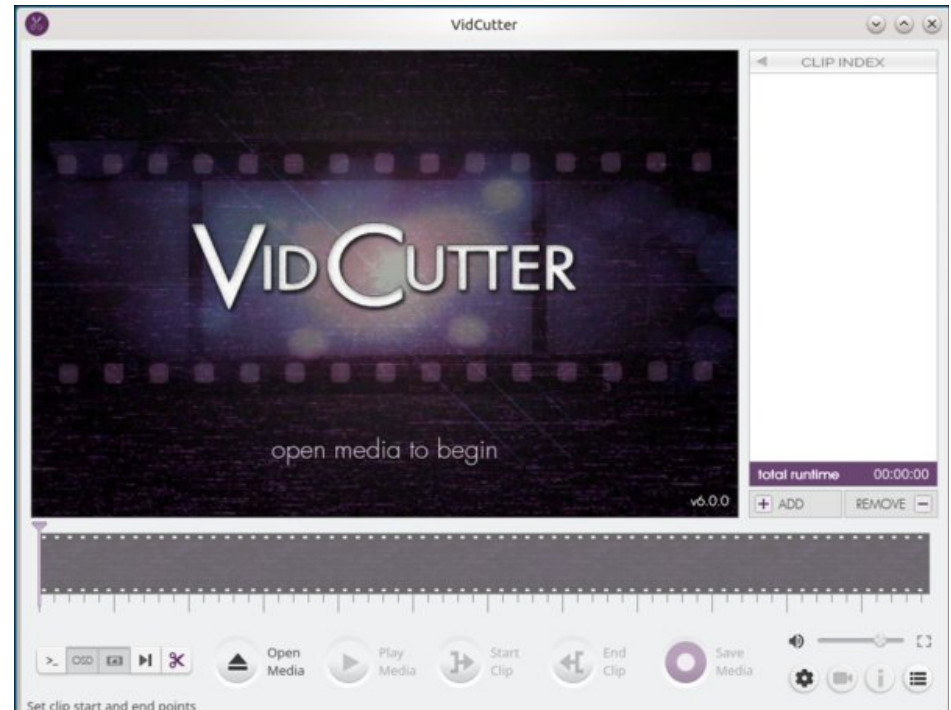 VidCutter
CLIP INDEX
VIDCUTTER
open media to begin
v6.0.0
total runtime 00:00:00
+ ADD REMOVE −
>_ OSD
Open Media
Play Media
Start Clip
End Clip
Save Media
Set clip start and end points